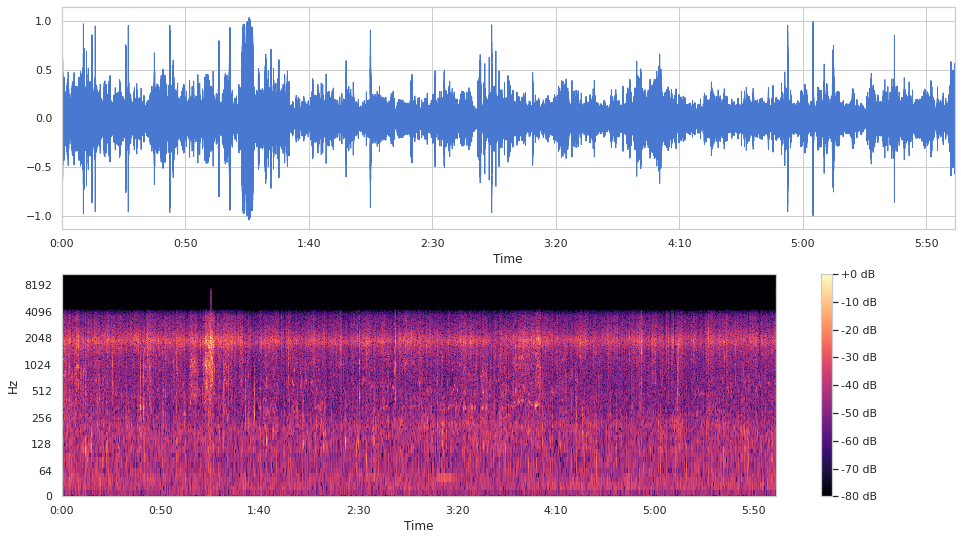 1.0
0.5
0.0
−0.5
−1.0
0:00 0:50 1:40 2:30 3:20 4:10 5:00 5:50
Time
8192
4096
2048
1024
512
256
128
64
0
Hz
0:00 0:50 1:40 2:30 3:20 4:10 5:00 5:50
Time
+0 dB
-10 dB
-20 dB
-30 dB
-40 dB
-50 dB
-60 dB
-70 dB
-80 dB